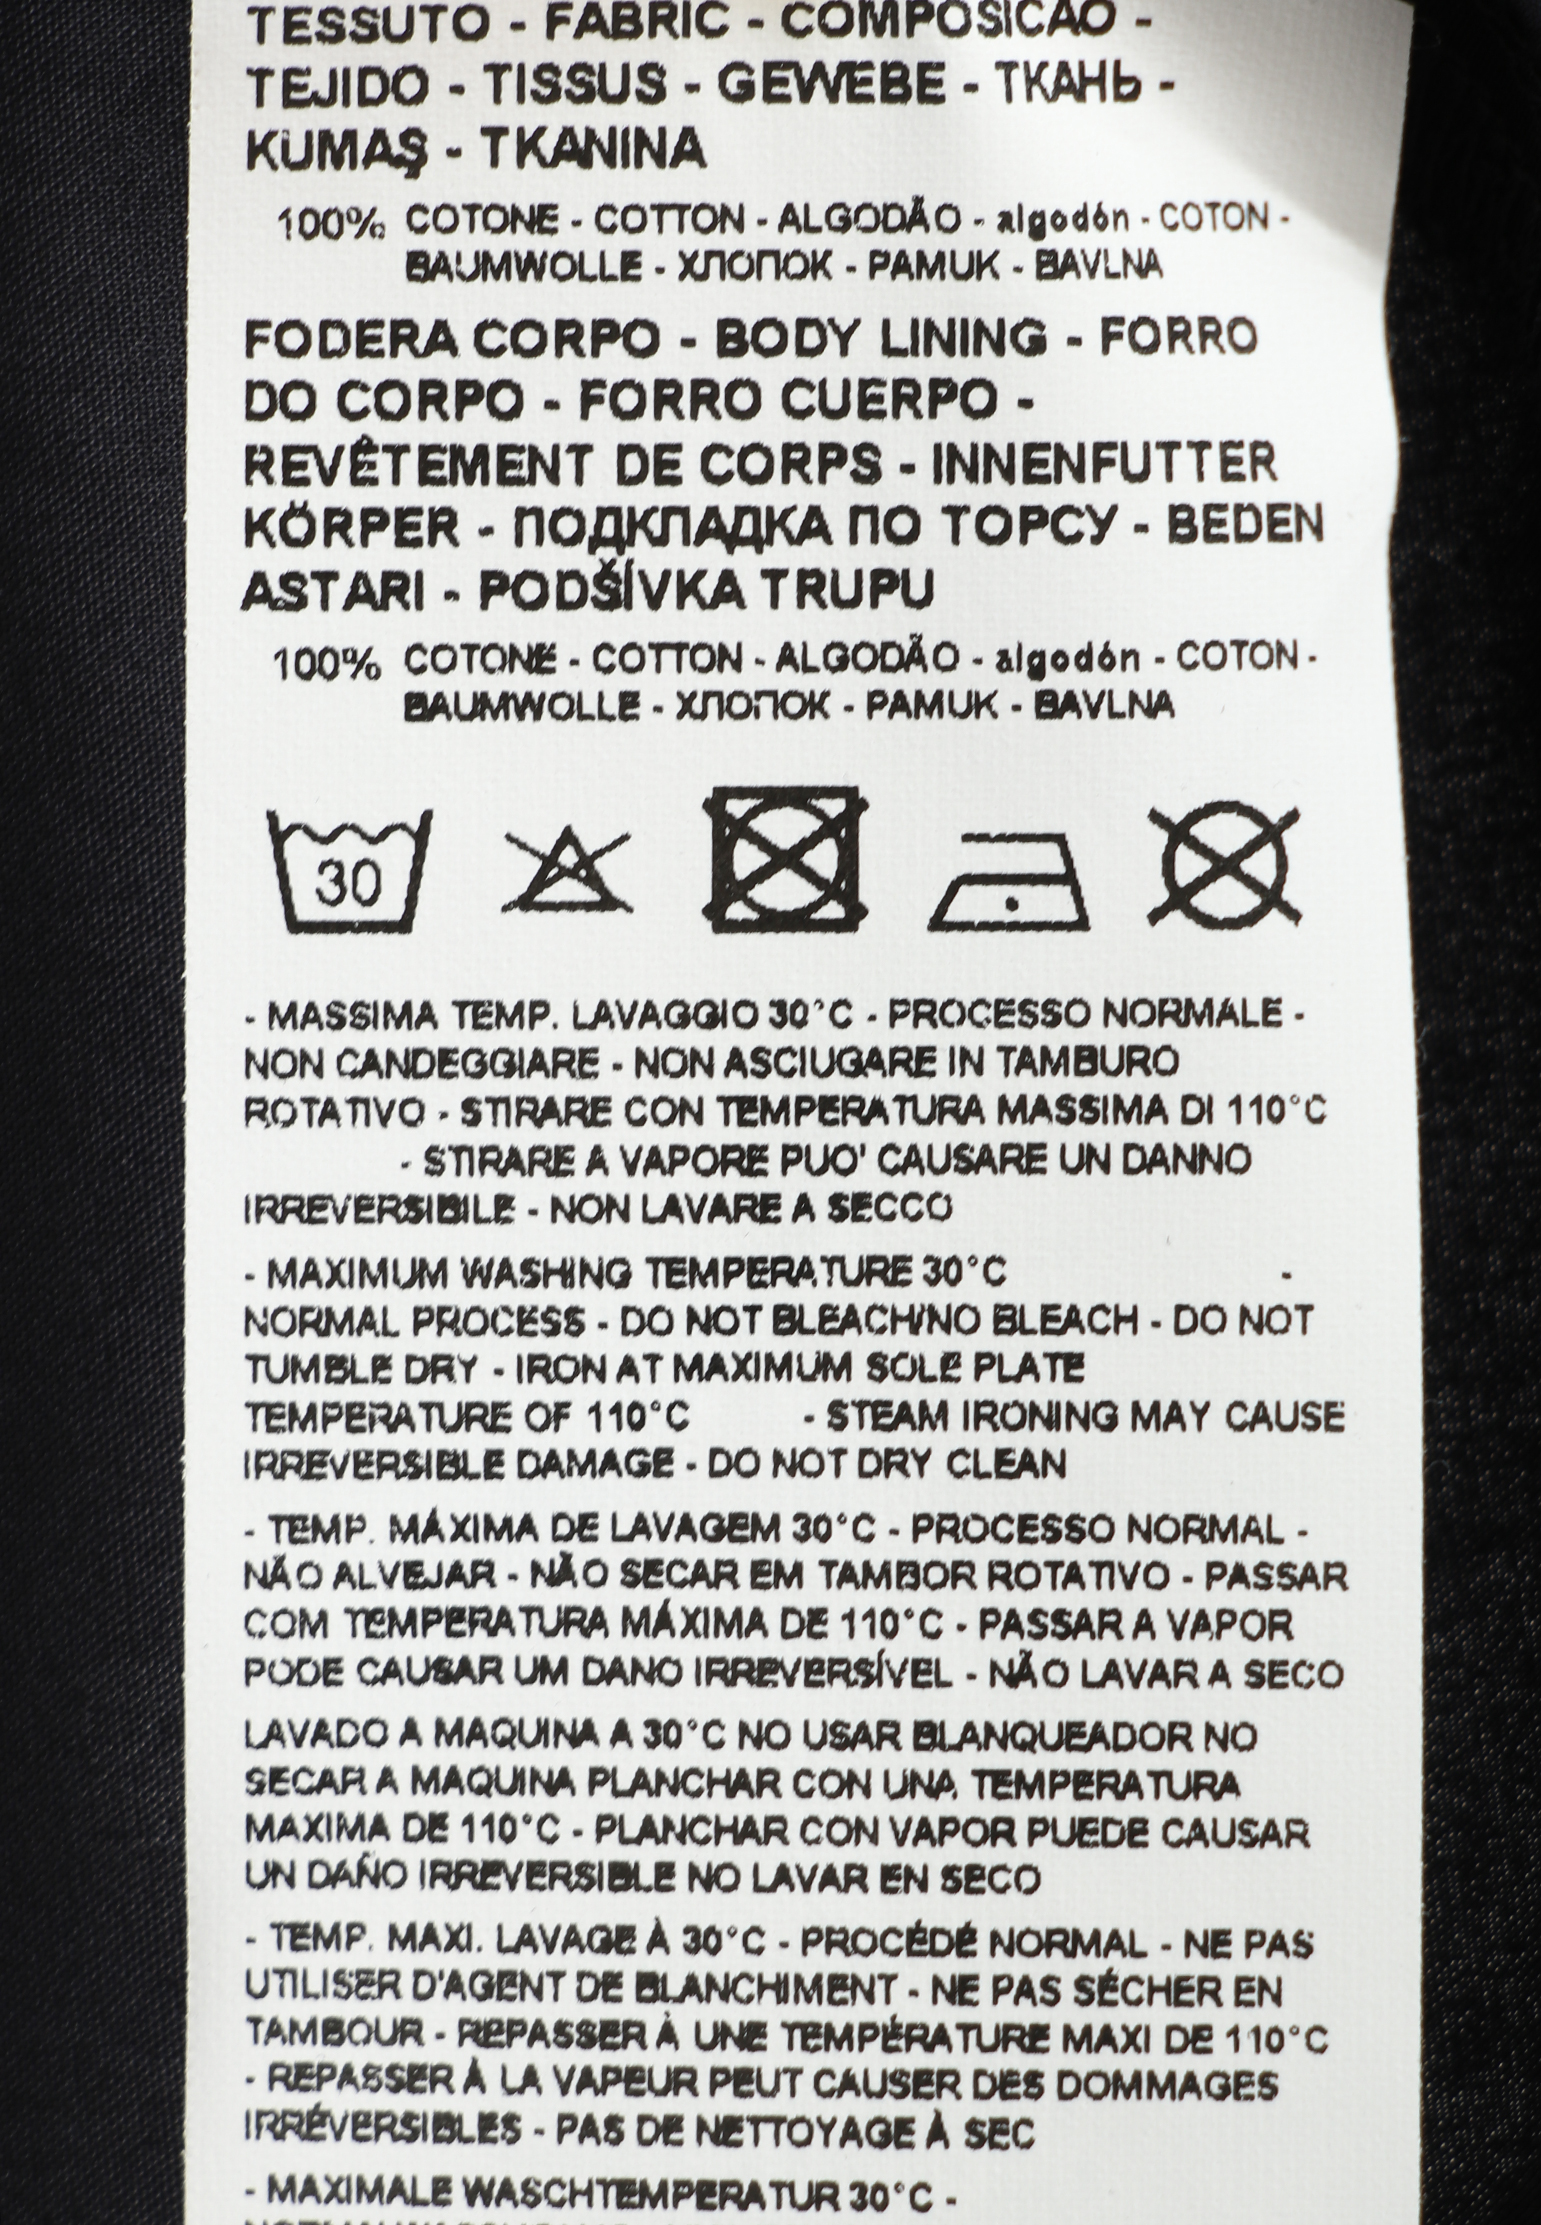 TESSUTO - FABRIC - COMPOSICAO -
TEJIDO - TISSUS - GEWEBE - ТКАНЬ -
KUMAŞ - TKANINA
100% COTONE - COTTON - ALGODÃO - algodón - COTON -
BAUMWOLLE - ХЛОПОК - PAMUK - BAVLNA
FODERA CORPO - BODY LINING - FORRO
DO CORPO - FORRO CUERPO -
REVÊTEMENT DE CORPS - INNENFUTTER
KÖRPER - ПОДКЛАДКА ПО ТОРСУ - BEDEN
ASTARI - PODŠÍVKA TRUPU
100% COTONE - COTTON - ALGODÃO - algodón - COTON -
BAUMWOLLE - ХЛОПОК - PAMUK - BAVLNA
30
- MASSIMA TEMP. LAVAGGIO 30°C - PROCESSO NORMALE -
NON CANDEGGIARE - NON ASCIUGARE IN TAMBURO
ROTATIVO - STIRARE CON TEMPERATURA MASSIMA DI 110°C
- STIRARE A VAPORE PUO' CAUSARE UN DANNO
IRREVERSIBILE - NON LAVARE A SECCO
- MAXIMUM WASHING TEMPERATURE 30°C -
NORMAL PROCESS - DO NOT BLEACH/NO BLEACH - DO NOT
TUMBLE DRY - IRON AT MAXIMUM SOLE PLATE
TEMPERATURE OF 110°C - STEAM IRONING MAY CAUSE
IRREVERSIBLE DAMAGE - DO NOT DRY CLEAN
- TEMP. MÁXIMA DE LAVAGEM 30°C - PROCESSO NORMAL -
NÃO ALVEJAR - NÃO SECAR EM TAMBOR ROTATIVO - PASSAR
COM TEMPERATURA MÁXIMA DE 110°C - PASSAR A VAPOR
PODE CAUSAR UM DANO IRREVERSÍVEL - NÃO LAVAR A SECO
LAVADO A MAQUINA A 30°C NO USAR BLANQUEADOR NO
SECAR A MAQUINA PLANCHAR CON UNA TEMPERATURA
MAXIMA DE 110°C - PLANCHAR CON VAPOR PUEDE CAUSAR
UN DAÑO IRREVERSIBLE NO LAVAR EN SECO
- TEMP. MAXI. LAVAGE À 30°C - PROCÉDÉ NORMAL - NE PAS
UTILISER D'AGENT DE BLANCHIMENT - NE PAS SÉCHER EN
TAMBOUR - REPASSER À UNE TEMPÉRATURE MAXI DE 110°C
- REPASSER À LA VAPEUR PEUT CAUSER DES DOMMAGES
IRRÉVERSIBLES - PAS DE NETTOYAGE À SEC
- MAXIMALE WASCHTEMPERATUR 30°C -